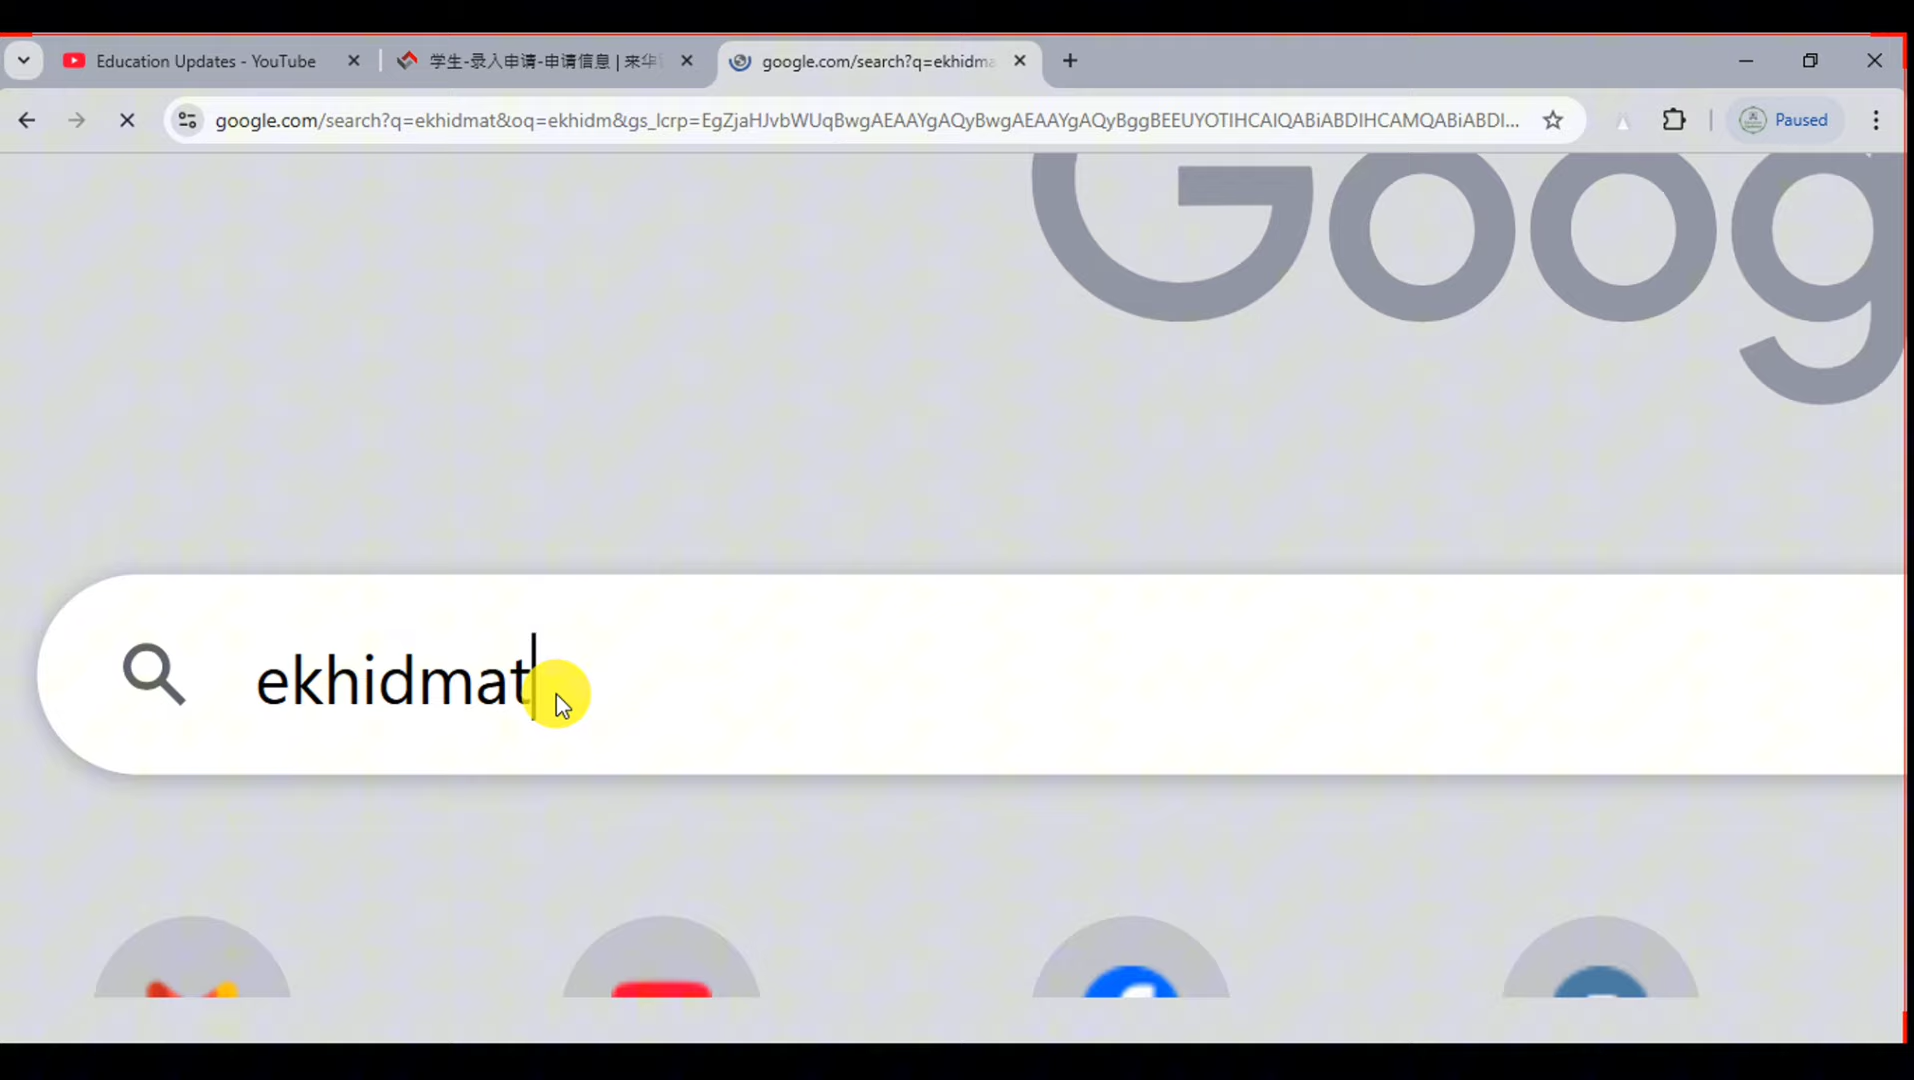 Education Updates - YouTube
学生-录入申请-申请信息 | 来华
google.com/search?q=ekhidma
google.com/search?q=ekhidmat&oq=ekhidm&gs_lcrp=EgZjaHJvbWUqBwgAEAAYgAQyBwgAEAAYgAQyBggBEEUYOTIHCAIQABiABDIHCAMQABiABDI...
Paused
Goog
ekhidmat